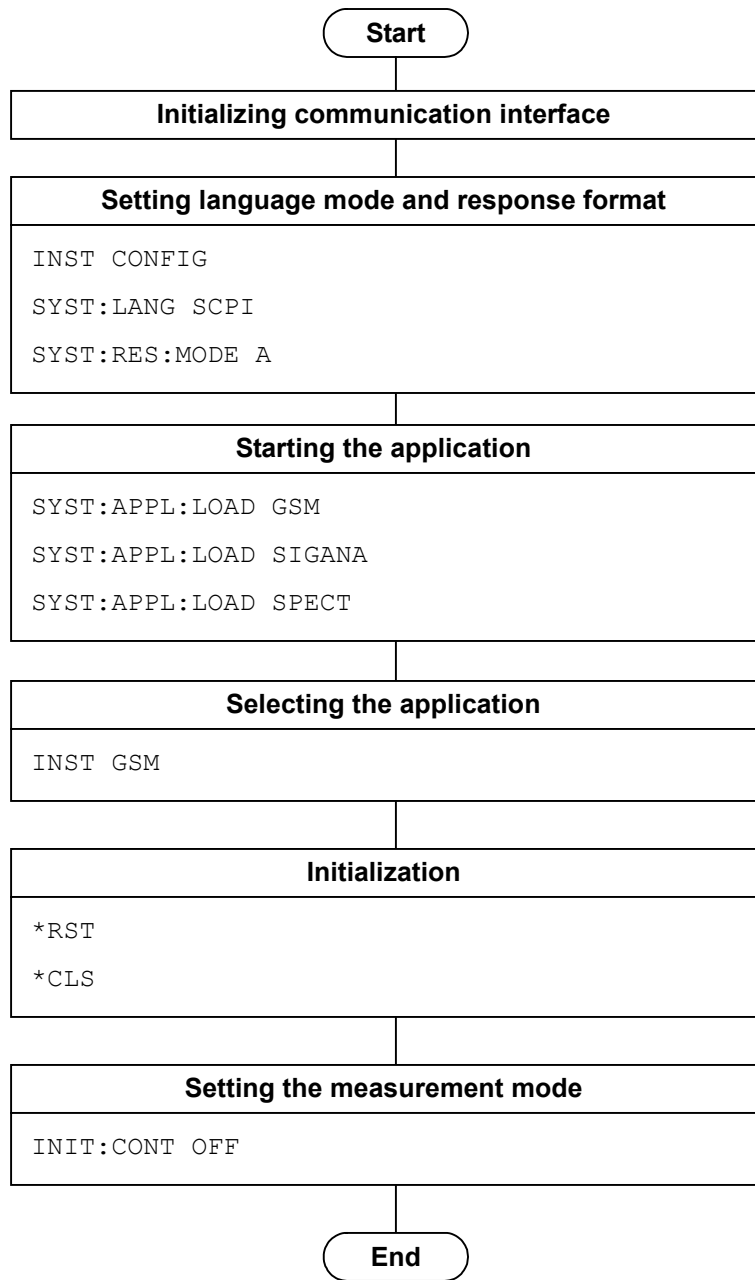 Start
Initializing communication interface
Setting language mode and response format
INST CONFIG
SYST:LANG SCPI
SYST:RES:MODE A
Starting the application
SYST:APPL:LOAD GSM
SYST:APPL:LOAD SIGANA
SYST:APPL:LOAD SPECT
Selecting the application
INST GSM
Initialization
*RST
*CLS
Setting the measurement mode
INIT:CONT OFF
End